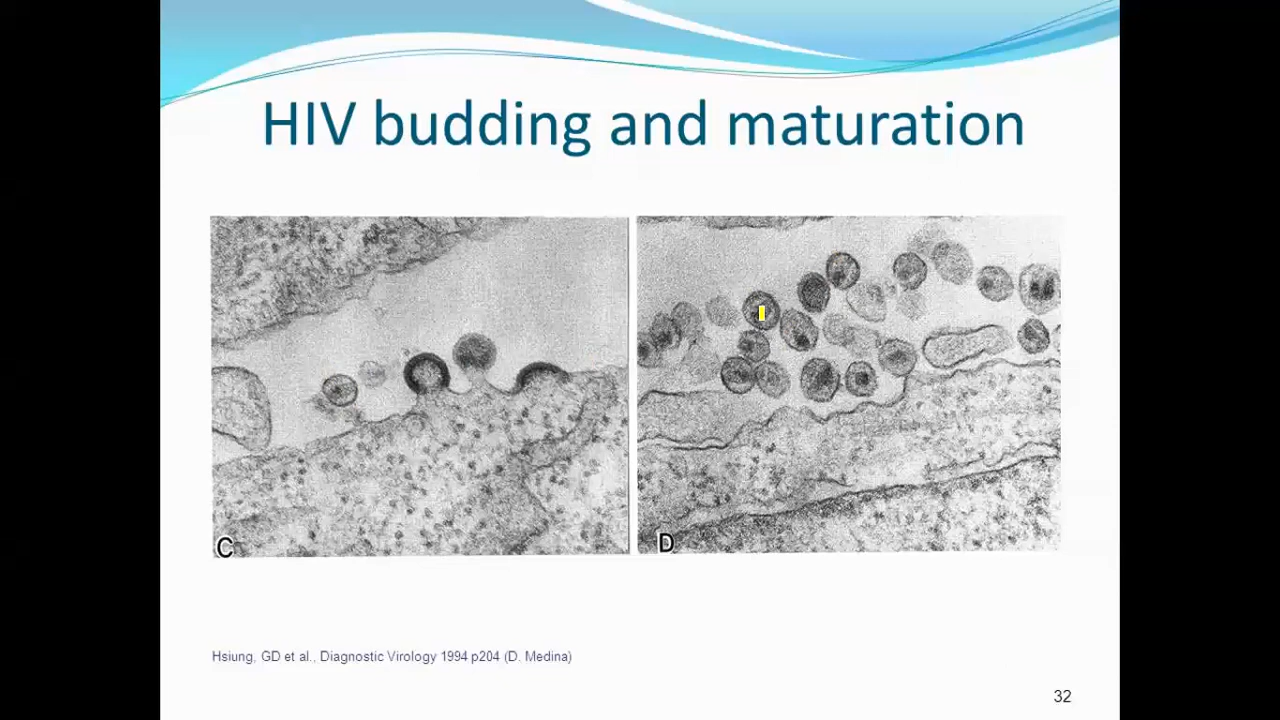 HIV budding and maturation
C
D
Hsiung, GD et al., Diagnostic Virology 1994 p204 (D. Medina)
32